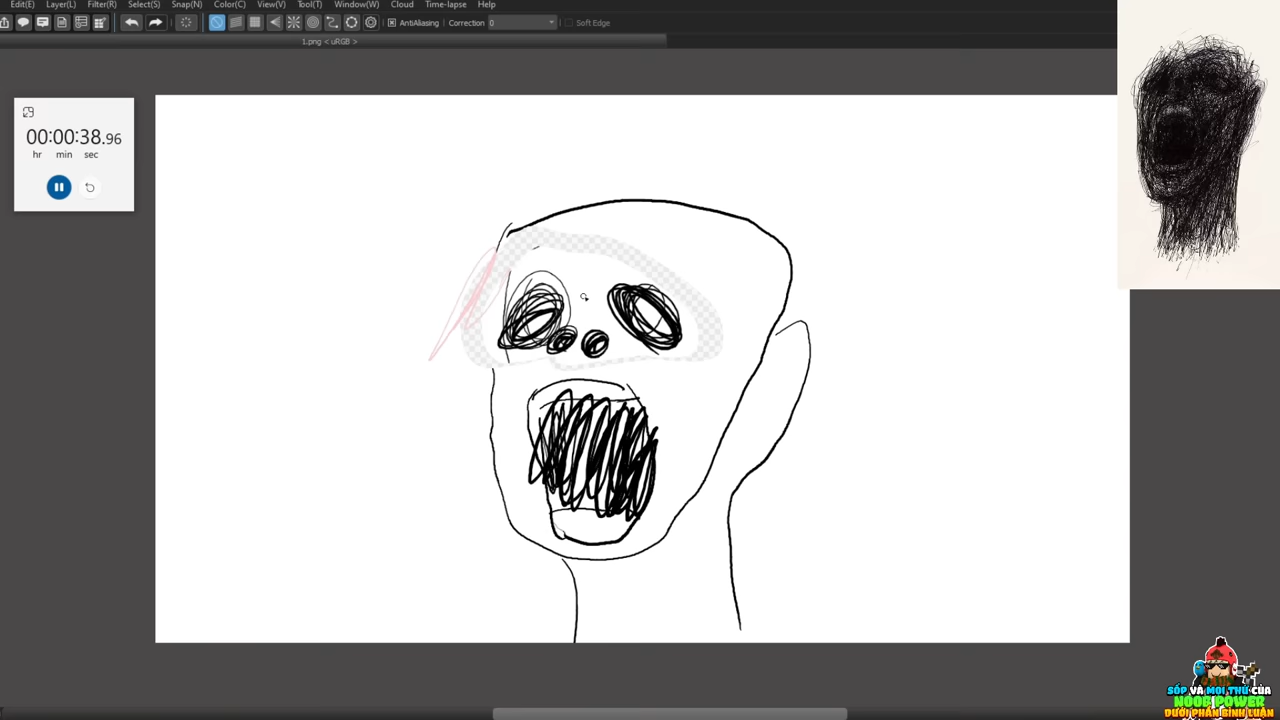 Edit(E) Layer(L) Filter(R) Select(S) Snap(N) Color(C) View(V) Tool(T) Window(W) Cloud Time-lapse Help
AntiAliasing Correction 0 Soft Edge
1.png < uRGB >
00:00:38.96
hr min sec
SÓP VÀ MỌI THỨ CỦA
NOOB POWER
DƯỚI PHẦN BÌNH LUẬN